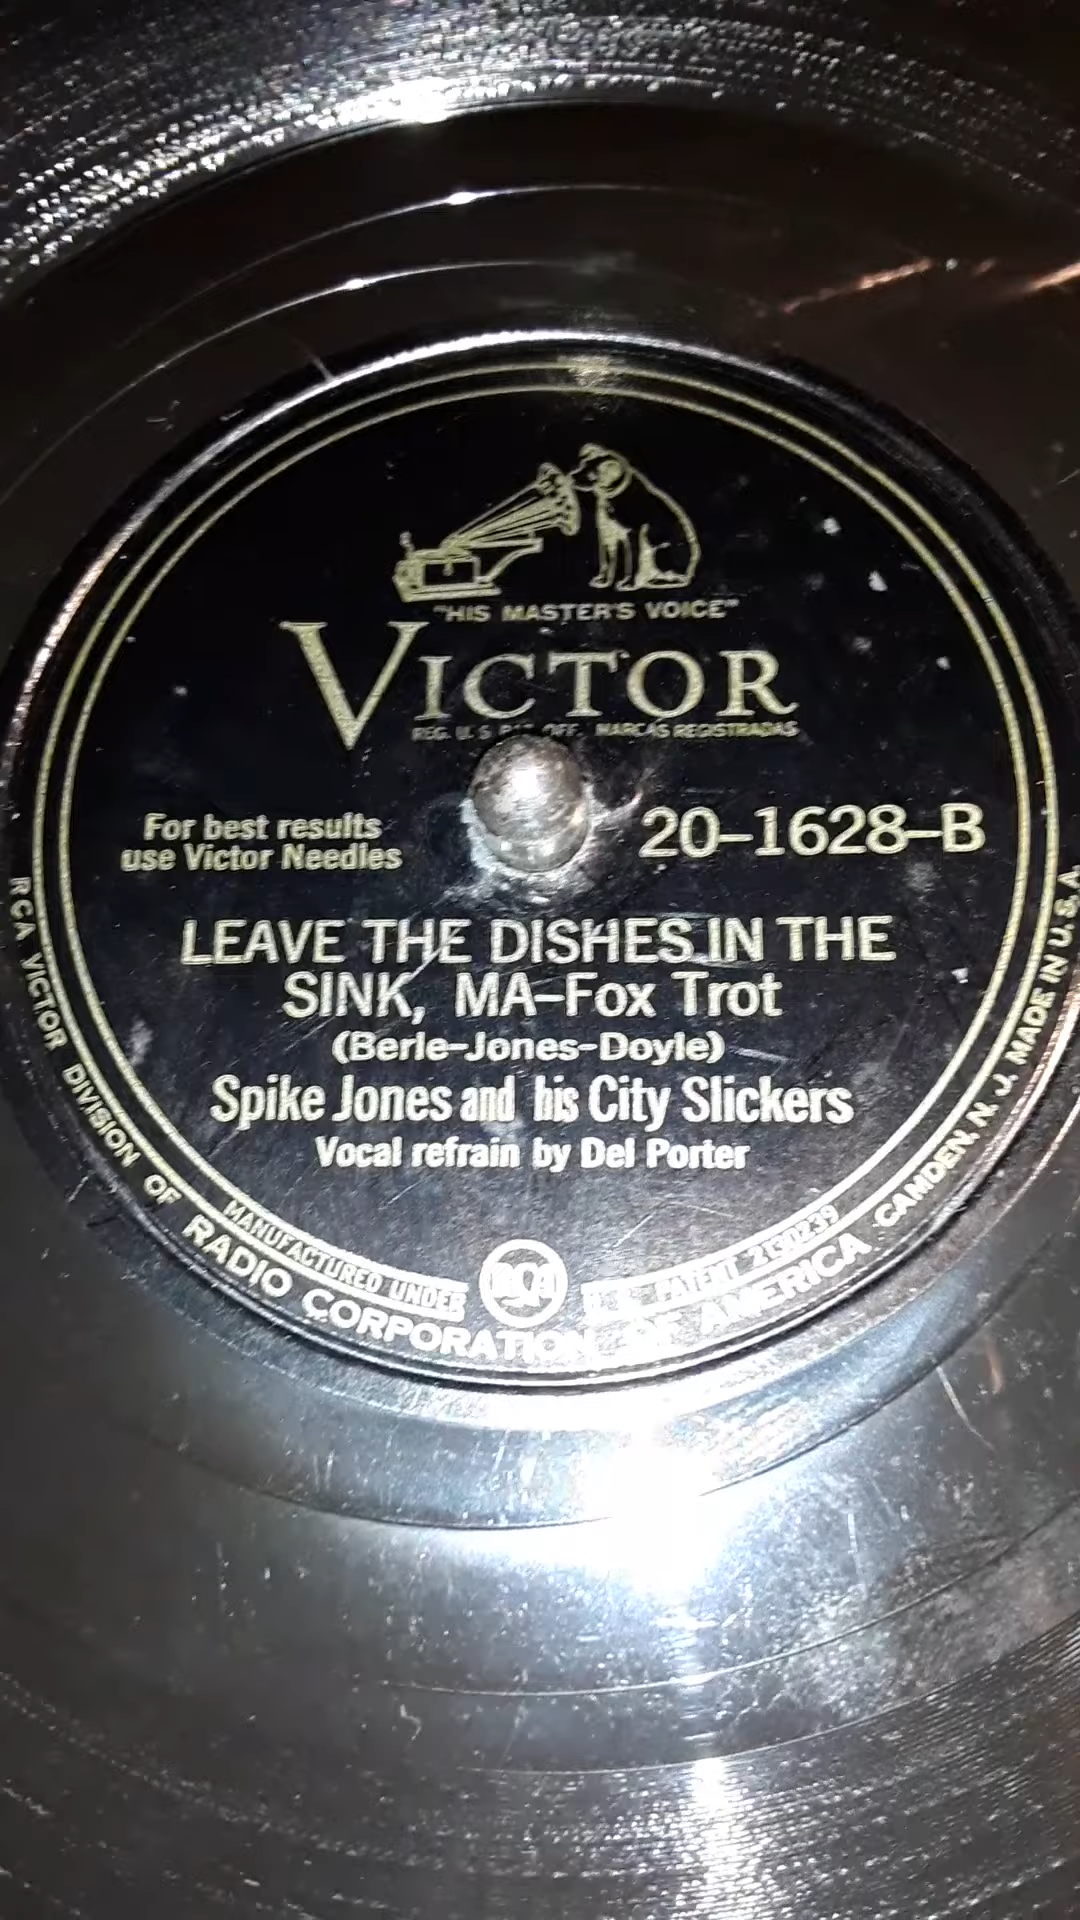 "HIS MASTER'S VOICE"
VICTOR
REG. U. S. PAT. OFF. MARCAS REGISTRADAS
For best results
use Victor Needles
20-1628-B
LEAVE THE DISHES IN THE
SINK, MA-Fox Trot
(Berle-Jones-Doyle)
Spike Jones and his City Slickers
Vocal refrain by Del Porter
MANUFACTURED UNDER
RCA
U.S. PATENT 2130239
RCA VICTOR DIVISION OF RADIO CORPORATION OF AMERICA CAMDEN, N. J. MADE IN U.S.A.